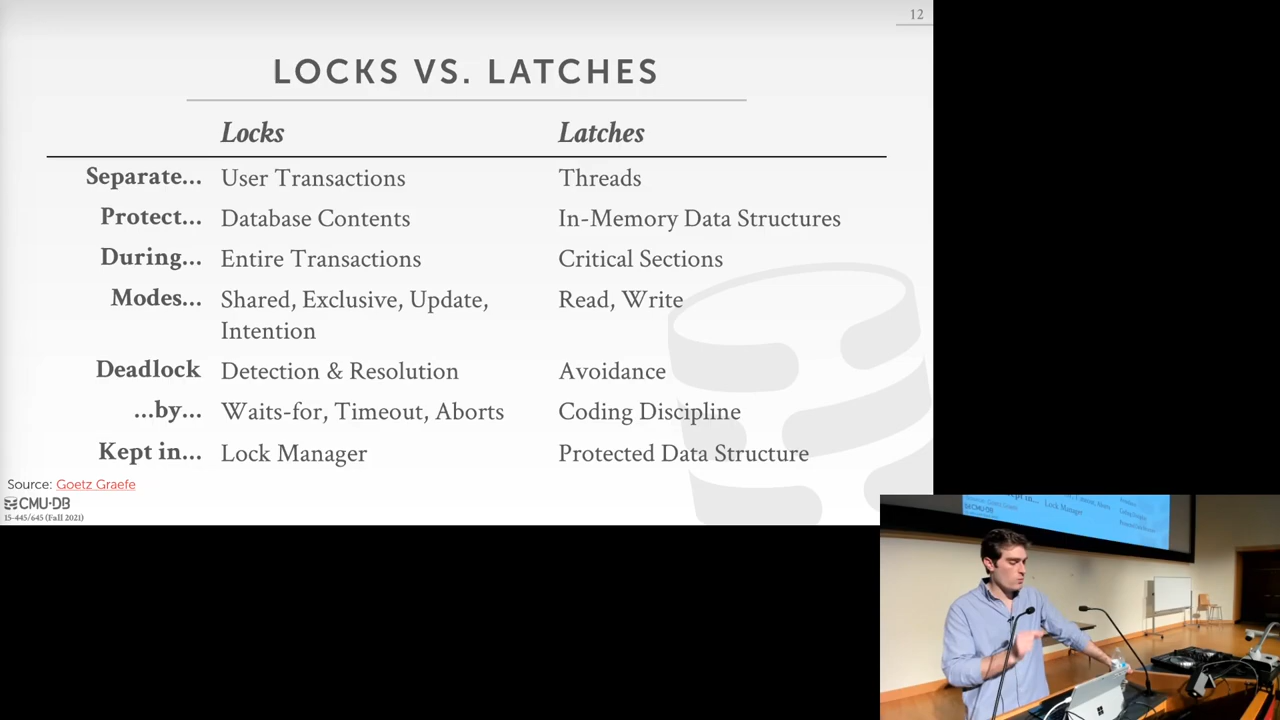 12
LOCKS VS. LATCHES
Locks Latches
Separate... User Transactions Threads
Protect... Database Contents In-Memory Data Structures
During... Entire Transactions Critical Sections
Modes... Shared, Exclusive, Update, Read, Write
Intention
Deadlock Detection & Resolution Avoidance
...by... Waits-for, Timeout, Aborts Coding Discipline
Kept in... Lock Manager Protected Data Structure
Source: Goetz Graefe
CMU·DB
15-445/645 (Fall 2021)
Lock Manager